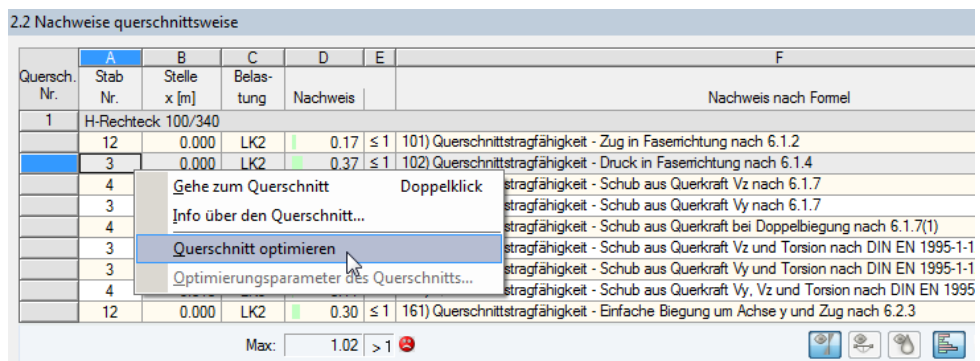 2.2 Nachweise querschnittsweise
A B C D E F
Quersch. Nr. Stab Nr. Stelle x [m] Belas-tung Nachweis Nachweis nach Formel
1 H-Rechteck 100/340
12 0.000 LK2 0.17 ≤ 1 101) Querschnittstragfähigkeit - Zug in Faserrichtung nach 6.1.2
3 0.000 LK2 0.37 ≤ 1 102) Querschnittstragfähigkeit - Druck in Faserrichtung nach 6.1.4
4 stragfähigkeit - Schub aus Querkraft Vz nach 6.1.7
3 stragfähigkeit - Schub aus Querkraft Vy nach 6.1.7
4 stragfähigkeit - Schub aus Querkraft bei Doppelbiegung nach 6.1.7(1)
3 stragfähigkeit - Schub aus Querkraft Vz und Torsion nach DIN EN 1995-1-1
3 stragfähigkeit - Schub aus Querkraft Vy und Torsion nach DIN EN 1995-1-1
4 stragfähigkeit - Schub aus Querkraft Vy, Vz und Torsion nach DIN EN 1995
12 0.000 LK2 0.30 ≤ 1 161) Querschnittstragfähigkeit - Einfache Biegung um Achse y und Zug nach 6.2.3
Gehe zum Querschnitt Doppelklick
Info über den Querschnitt...
Querschnitt optimieren
Optimierungsparameter des Querschnitts...
Max: 1.02 > 1